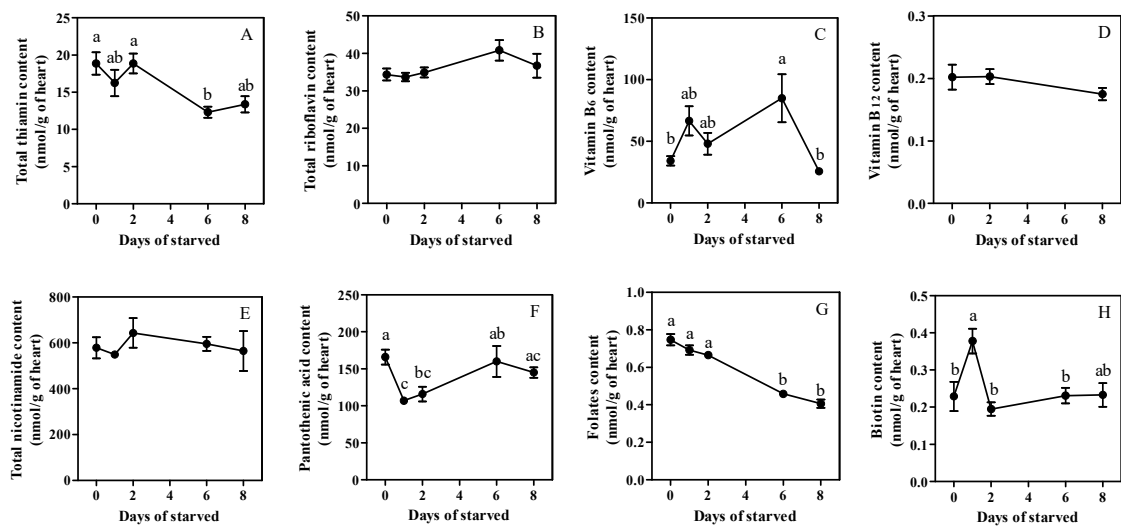 A
Total thiamin content
(nmol/g of heart)
25
20
15
10
5
0
a
ab
a
b
ab
0 2 4 6 8
Days of starved
B
Total riboflavin content
(nmol/g of heart)
50
40
30
20
10
0
0 2 4 6 8
Days of starved
C
Vitamin B6 content
(nmol/g of heart)
150
100
50
0
b
ab
ab
a
b
0 2 4 6 8
Days of starved
D
Vitamin B12 content
(nmol/g of heart)
0.3
0.2
0.1
0.0
0 2 4 6 8
Days of starved
E
Total nicotinamide content
(nmol/g of heart)
800
600
400
200
0
0 2 4 6 8
Days of starved
F
Pantothenic acid content
(nmol/g of heart)
250
200
150
100
50
0
a
c
bc
ab
ac
0 2 4 6 8
Days of starved
G
Folates content
(nmol/g of heart)
1.0
0.8
0.6
0.4
0.2
0.0
a
a
a
b
b
0 2 4 6 8
Days of starved
H
Biotin content
(nmol/g of heart)
0.5
0.4
0.3
0.2
0.1
0.0
b
a
b
b
ab
0 2 4 6 8
Days of starved